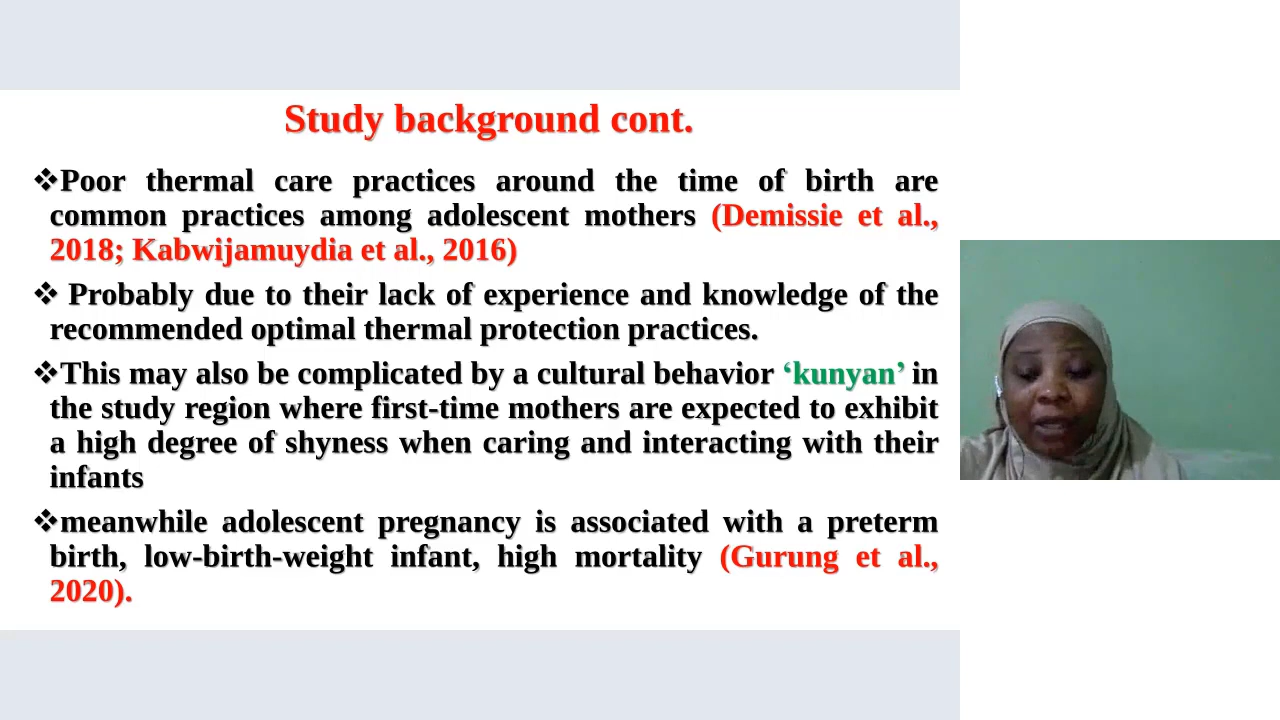 Study background cont.
❖Poor thermal care practices around the time of birth are
common practices among adolescent mothers (Demissie et al.,
2018; Kabwijamuydia et al., 2016)
❖ Probably due to their lack of experience and knowledge of the
recommended optimal thermal protection practices.
❖This may also be complicated by a cultural behavior ‘kunyan’ in
the study region where first-time mothers are expected to exhibit
a high degree of shyness when caring and interacting with their
infants
❖meanwhile adolescent pregnancy is associated with a preterm
birth, low-birth-weight infant, high mortality (Gurung et al.,
2020).